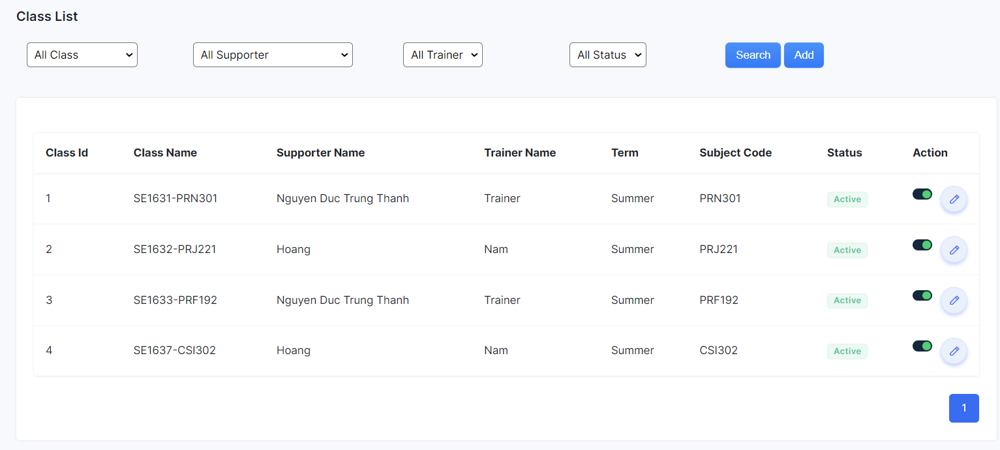 Class List
All Class All Supporter All Trainer All Status Search Add
Class Id Class Name Supporter Name Trainer Name Term Subject Code Status Action
1 SE1631-PRN301 Nguyen Duc Trung Thanh Trainer Summer PRN301 Active
2 SE1632-PRJ221 Hoang Nam Summer PRJ221 Active
3 SE1633-PRF192 Nguyen Duc Trung Thanh Trainer Summer PRF192 Active
4 SE1637-CSI302 Hoang Nam Summer CSI302 Active
1